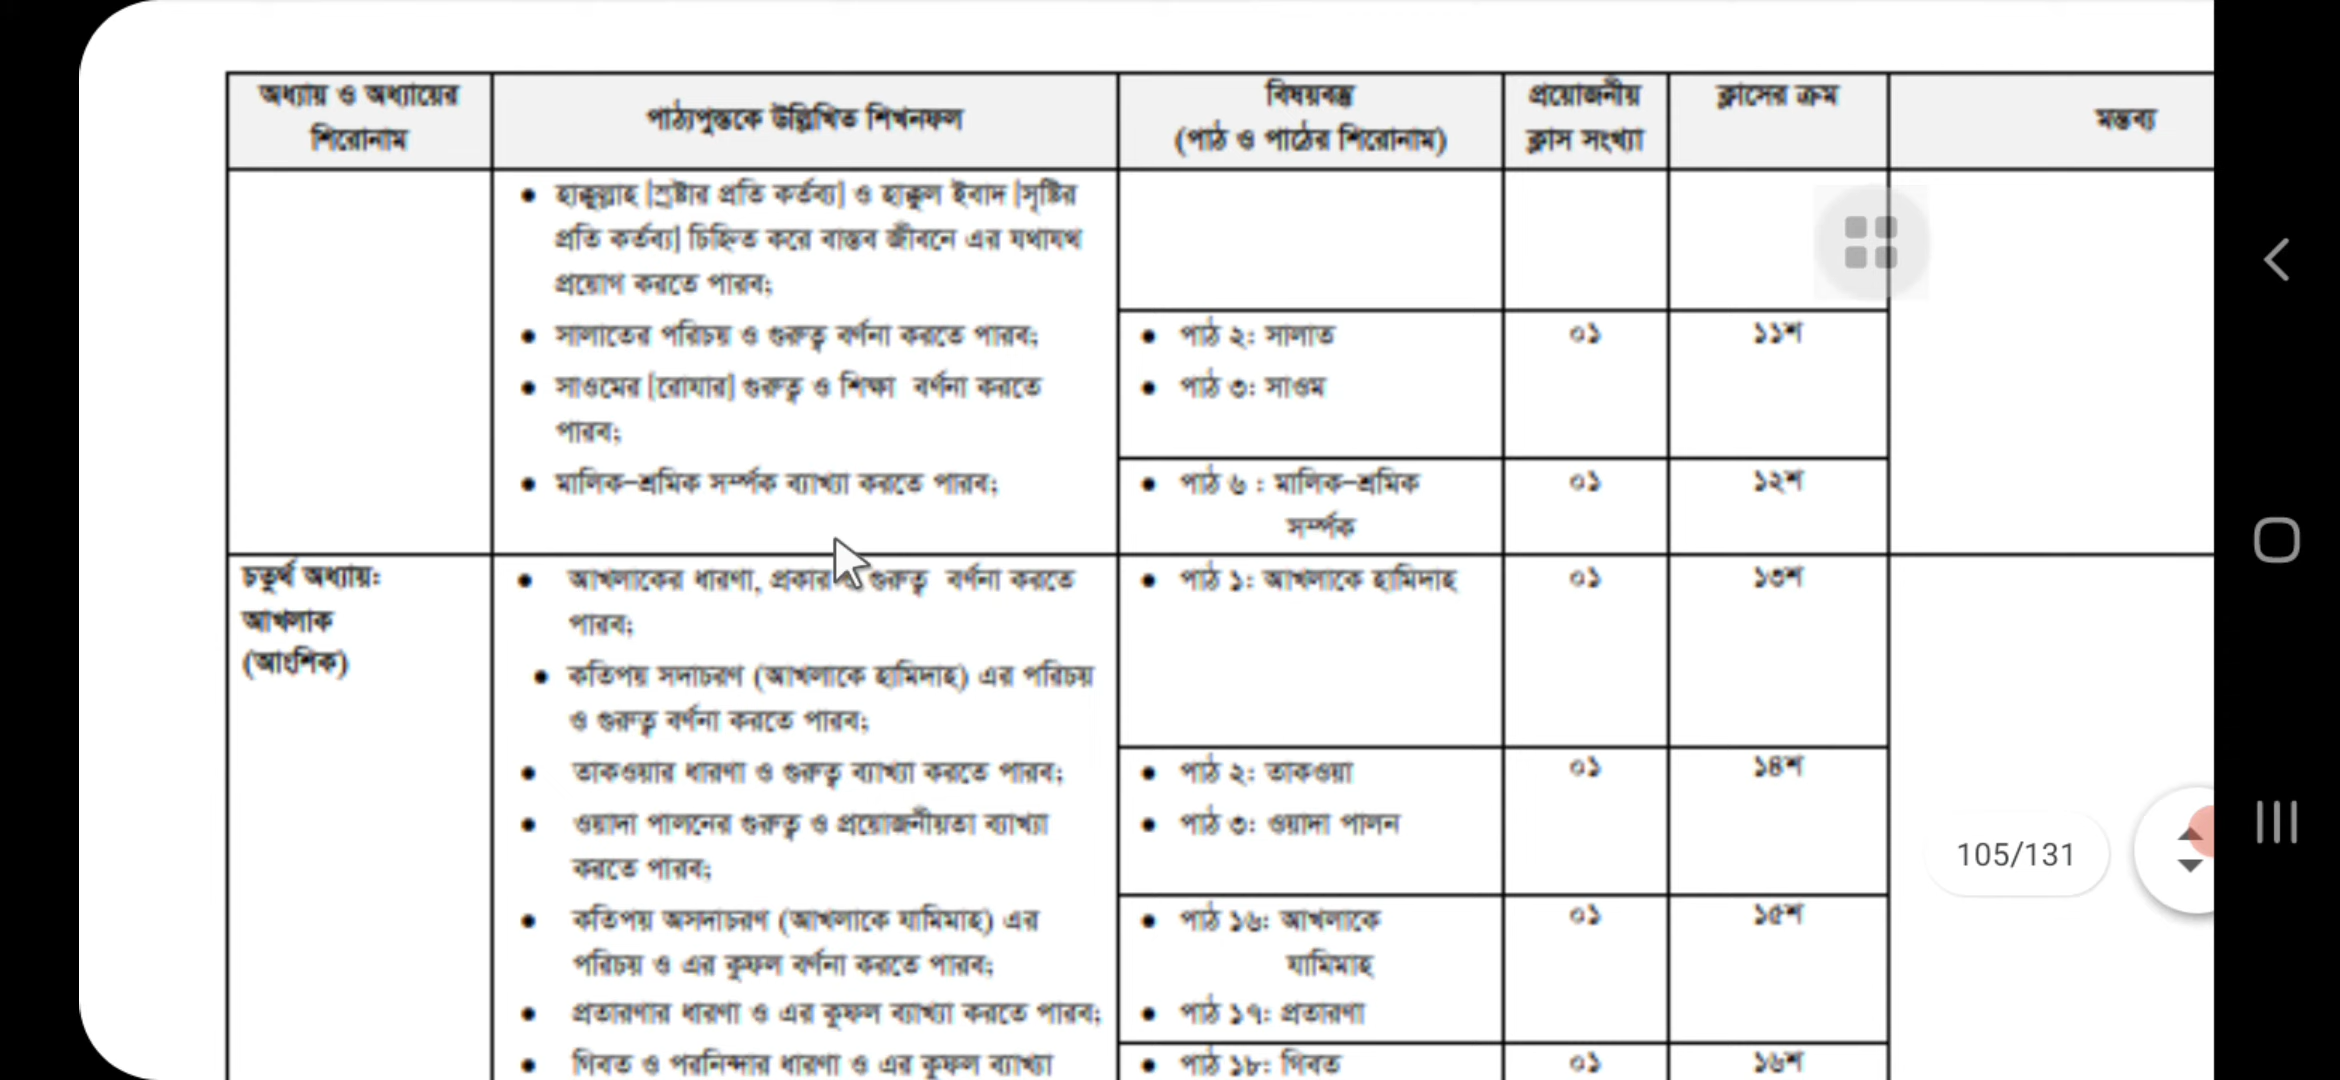 অধ্যায় ও অধ্যায়ের
শিরোনাম
পাঠ্যপুস্তকে উল্লিখিত শিখনফল
বিষয়বস্তু
(পাঠ ও পাঠের শিরোনাম)
প্রয়োজনীয়
ক্লাস সংখ্যা
ক্লাসের ক্রম
মন্তব্য
● হাক্কুল্লাহ [স্রষ্টার প্রতি কর্তব্য] ও হাক্কুল ইবাদ [সৃষ্টির
প্রতি কর্তব্য] চিহ্নিত করে বাস্তব জীবনে এর যথাযথ
প্রয়োগ করতে পারব;
● সালাতের পরিচয় ও গুরুত্ব বর্ণনা করতে পারব;
● সাওমের [রোযার] গুরুত্ব ও শিক্ষা বর্ণনা করতে
পারব;
● পাঠ ২: সালাত
● পাঠ ৩: সাওম
০১
১১শ
● মালিক–শ্রমিক সর্ম্পক ব্যাখ্যা করতে পারব;
● পাঠ ৬ : মালিক–শ্রমিক
সর্ম্পক
০১
১২শ
চতুর্থ অধ্যায়:
আখলাক
(আংশিক)
● আখলাকের ধারণা, প্রকার ও গুরুত্ব বর্ণনা করতে
পারব;
● কতিপয় সদাচরণ (আখলাকে হামিদাহ) এর পরিচয়
ও গুরুত্ব বর্ণনা করতে পারব;
● পাঠ ১: আখলাকে হামিদাহ
০১
১৩শ
● তাকওয়ার ধারণা ও গুরুত্ব ব্যাখ্যা করতে পারব;
● ওয়াদা পালনের গুরুত্ব ও প্রয়োজনীয়তা ব্যাখ্যা
করতে পারব;
● পাঠ ২: তাকওয়া
● পাঠ ৩: ওয়াদা পালন
০১
১৪শ
● কতিপয় অসদাচরণ (আখলাকে যামিমাহ) এর
পরিচয় ও এর কুফল বর্ণনা করতে পারব;
● প্রতারণার ধারণা ও এর কুফল ব্যাখ্যা করতে পারব;
● পাঠ ১৬: আখলাকে
যামিমাহ
● পাঠ ১৭: প্রতারণা
০১
১৫শ
● গিবত ও পরনিন্দার ধারণা ও এর কুফল ব্যাখ্যা
● পাঠ ১৮: গিবত
০১
১৬শ
105/131